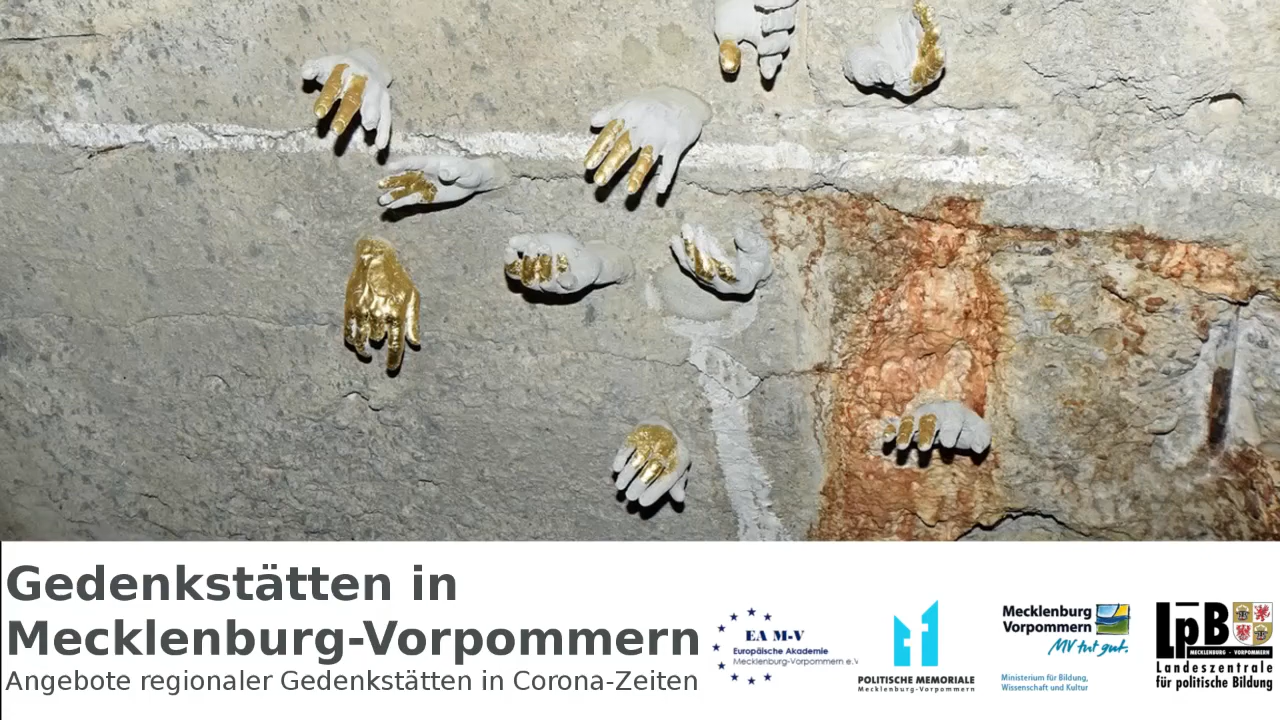 Gedenkstätten in
Mecklenburg-Vorpommern
Angebote regionaler Gedenkstätten in Corona-Zeiten
EA M-V
Europäische Akademie
Mecklenburg-Vorpommern e.V
POLITISCHE MEMORIALE
Mecklenburg-Vorpommern
Mecklenburg
Vorpommern
MV tut gut.
Ministerium für Bildung,
Wissenschaft und Kultur
LpB
MECKLENBURG - VORPOMMERN
Landeszentrale
für politische Bildung